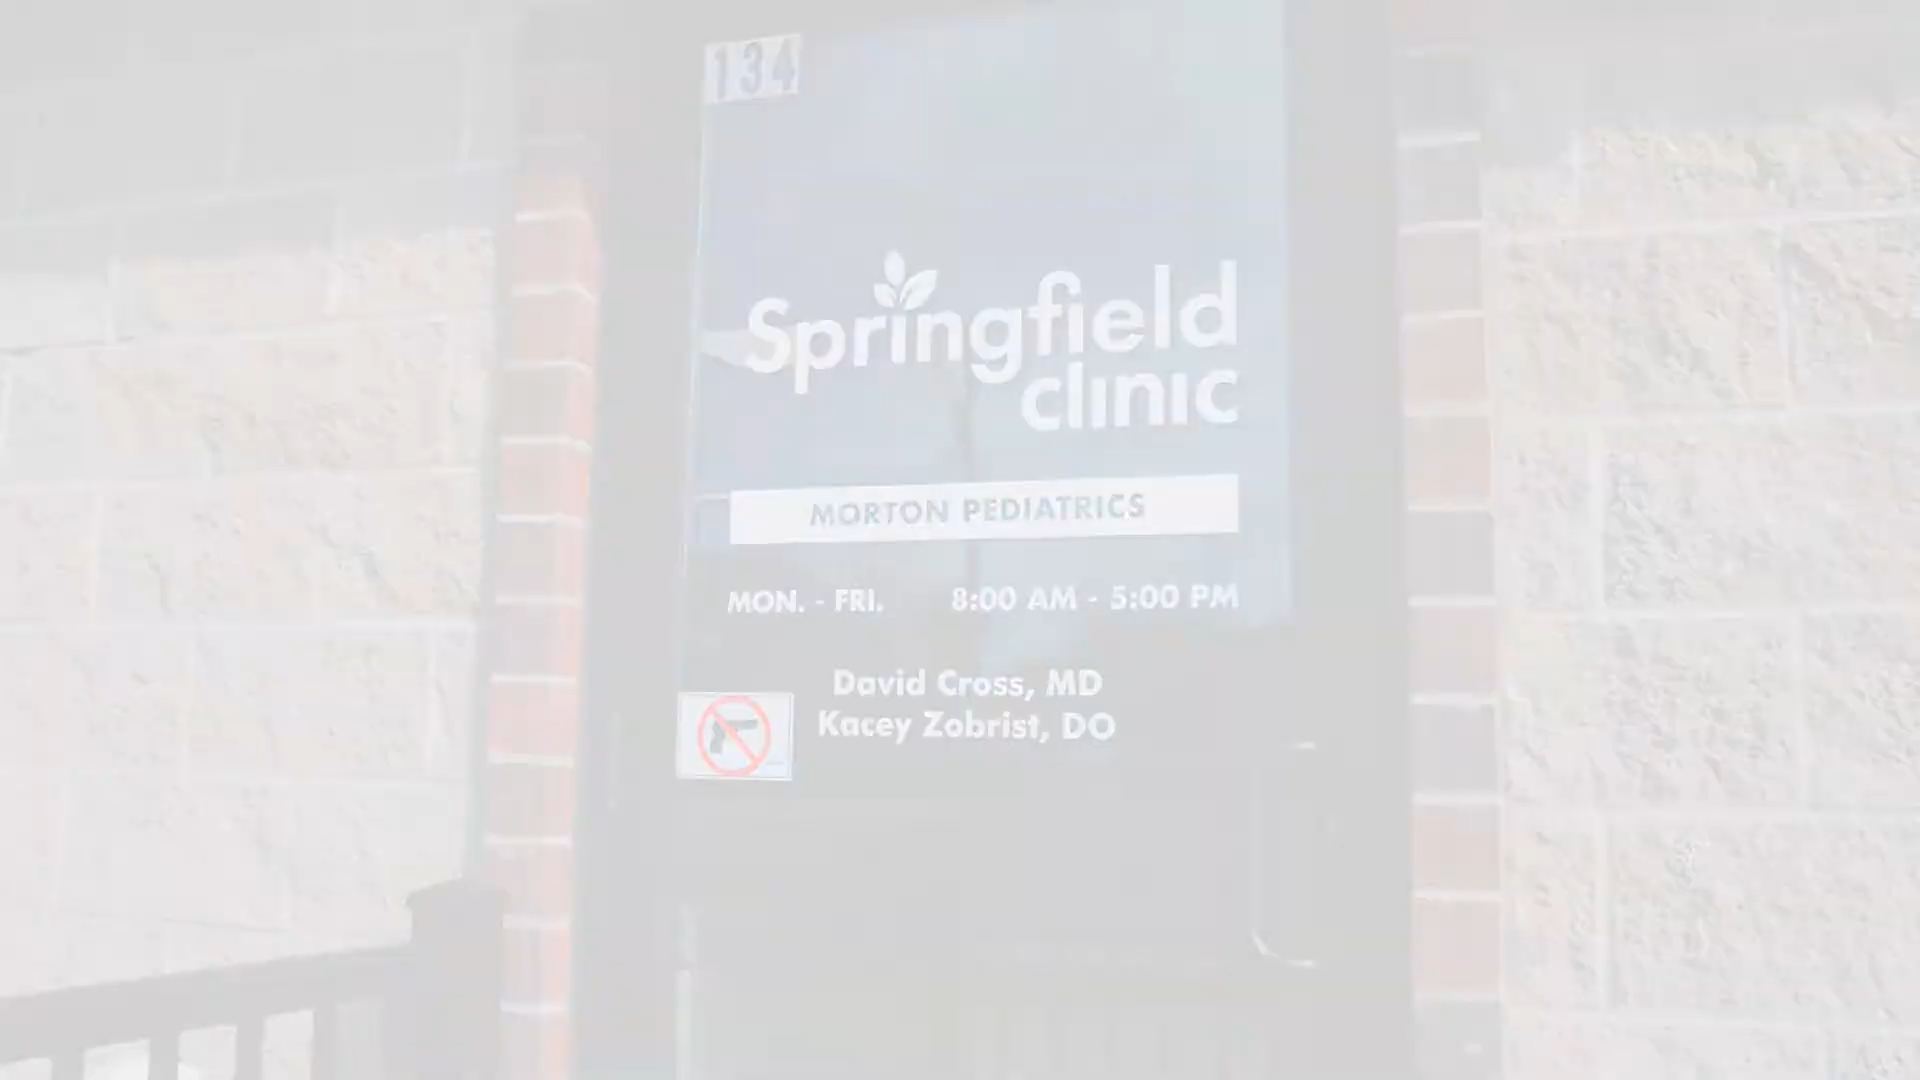 134
Springfield
clinic
MORTON PEDIATRICS
MON. - FRI. 8:00 AM - 5:00 PM
David Cross, MD
Kacey Zobrist, DO